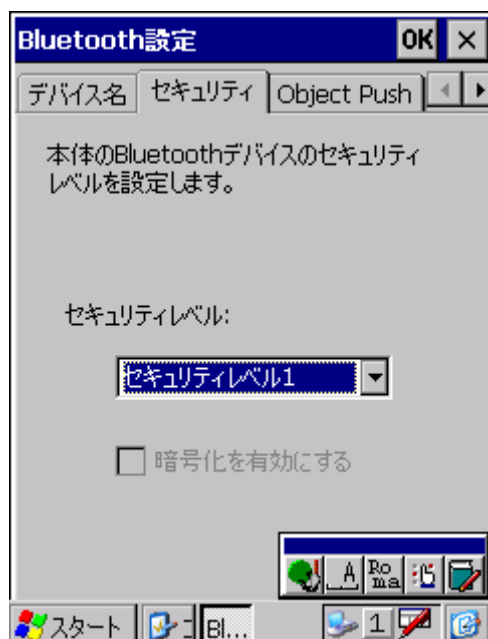 Bluetooth設定 OK ×
デバイス名 セキュリティ Object Push
本体のBluetoothデバイスのセキュリティ
レベルを設定します。
セキュリティレベル:
セキュリティレベル1
暗号化を有効にする
_A Ro
ma
スタート コ Bl... 1